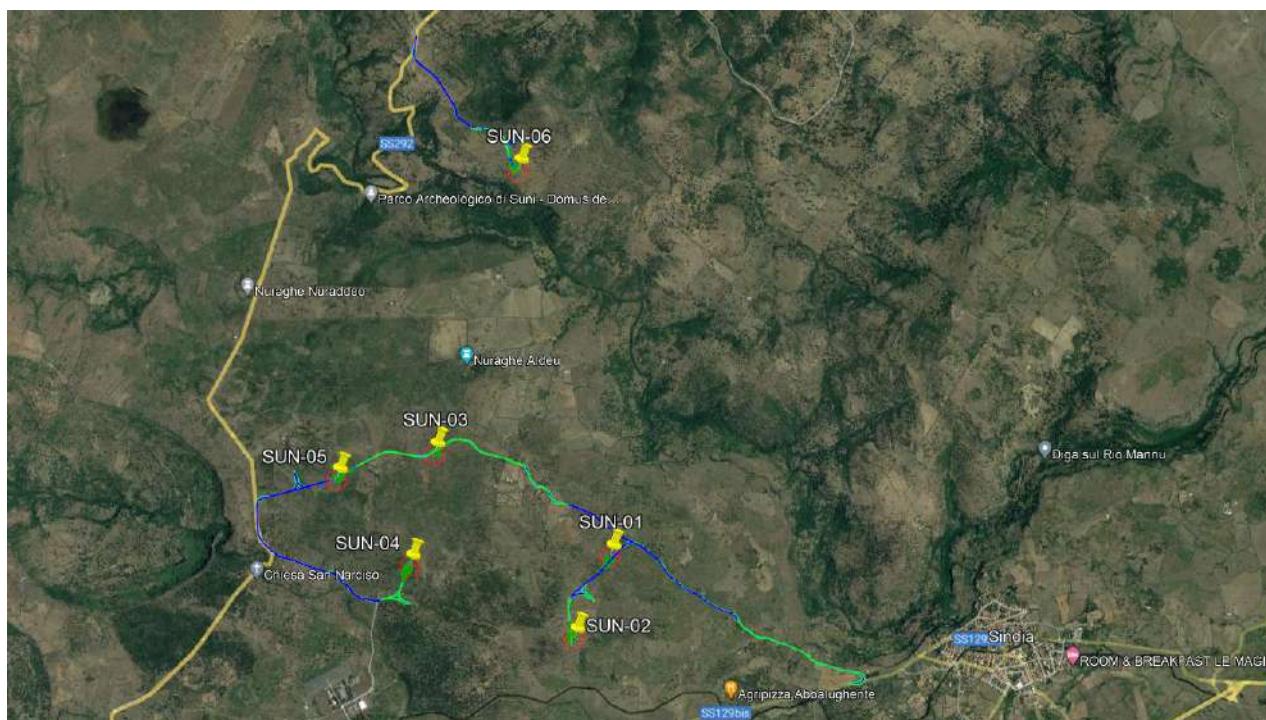 SUN-06
SS292
Parco Archeologico di Suni - Domus de ...
Nuraghe Nuraddeo
Nuraghe Aldeu
SUN-03
SUN-05
Diga sul Rio Mannu
SUN-01
SUN-04
Chiesa San Narciso
SUN-02
SS129
Sindia
ROOM & BREAKFAST LE MAGI
Agripizza Abbalughente
SS129bis